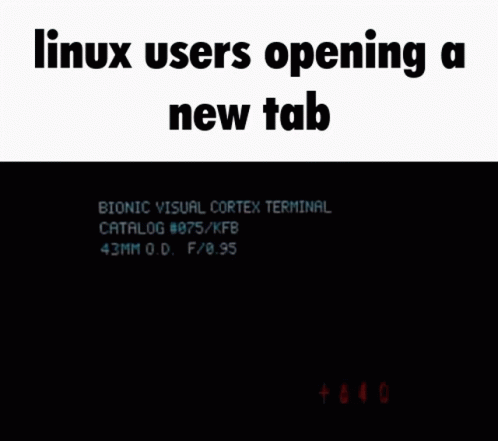 linux users opening a
new tab
BIONIC VISUAL CORTEX TERMINAL
CATALOG #075/KFB
43MM O.D. F/0.95